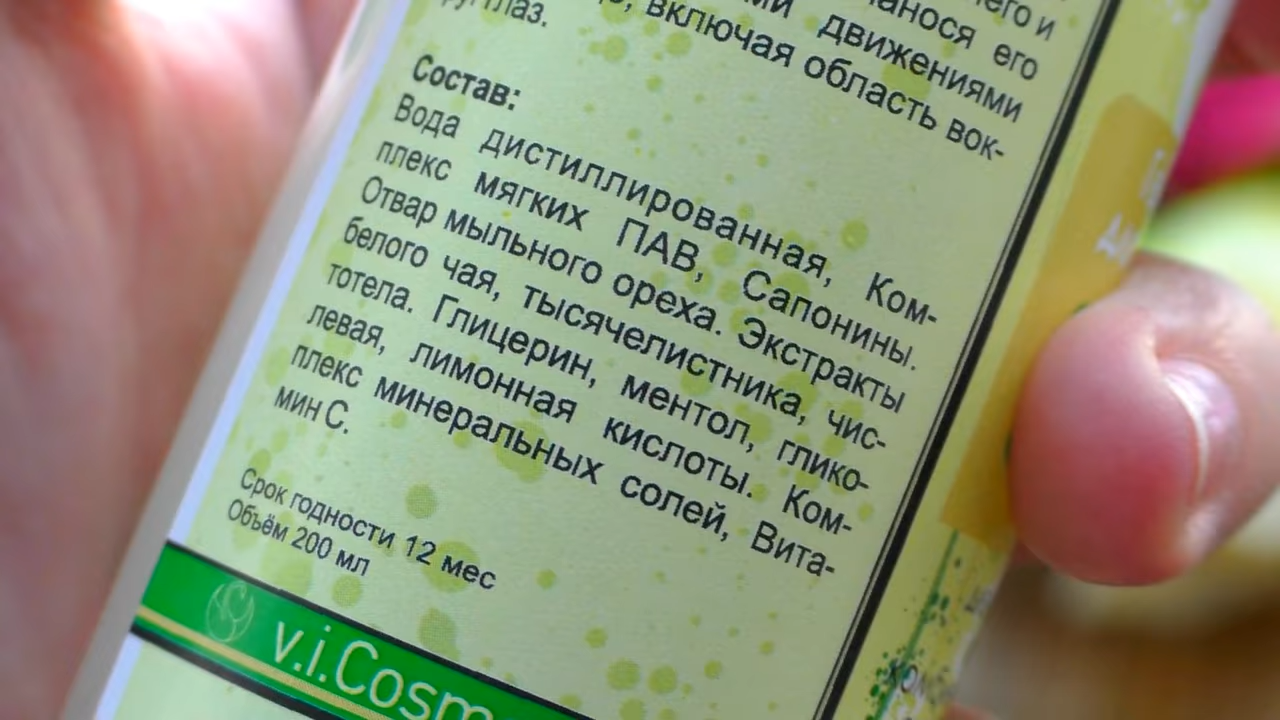 его и
его
движениями
включая область вок-
глаз.
Состав:
Вода дистиллированная, Ком-
плекс мягких ПАВ, Сапонины.
Отвар мыльного ореха. Экстракты
белого чая, тысячелистника, чис-
тотела. Глицерин, ментол, глико-
левая, лимонная кислоты. Ком-
плекс минеральных солей, Вита-
мин С.
Срок годности 12 мес
Объём 200 мл
v.i.Cosm